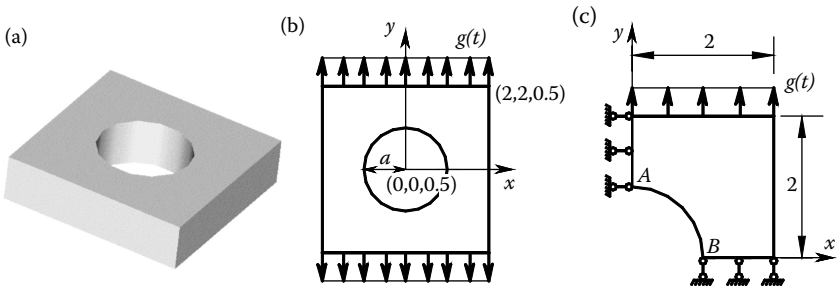 (a)
(b)
y
g(t)
(2,2,0.5)
a
(0,0,0.5)
x
(c)
y
2
g(t)
A
2
B
x